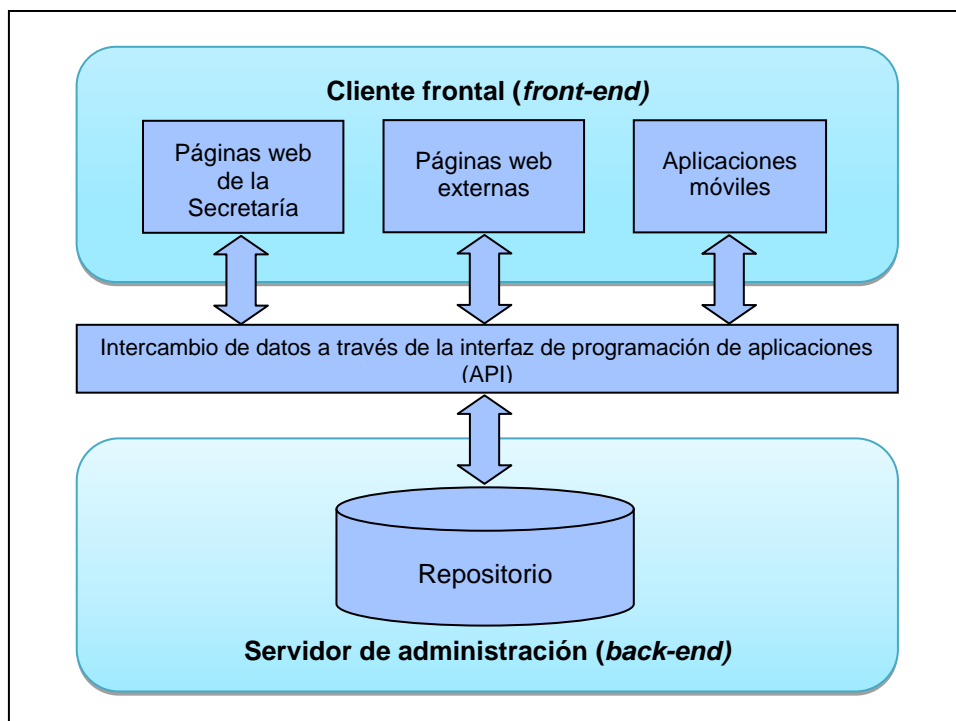 Cliente frontal (front-end)
Páginas web
de la
Secretaría
Páginas web
externas
Aplicaciones
móviles
Intercambio de datos a través de la interfaz de programación de aplicaciones
(API)
Repositorio
Servidor de administración (back-end)